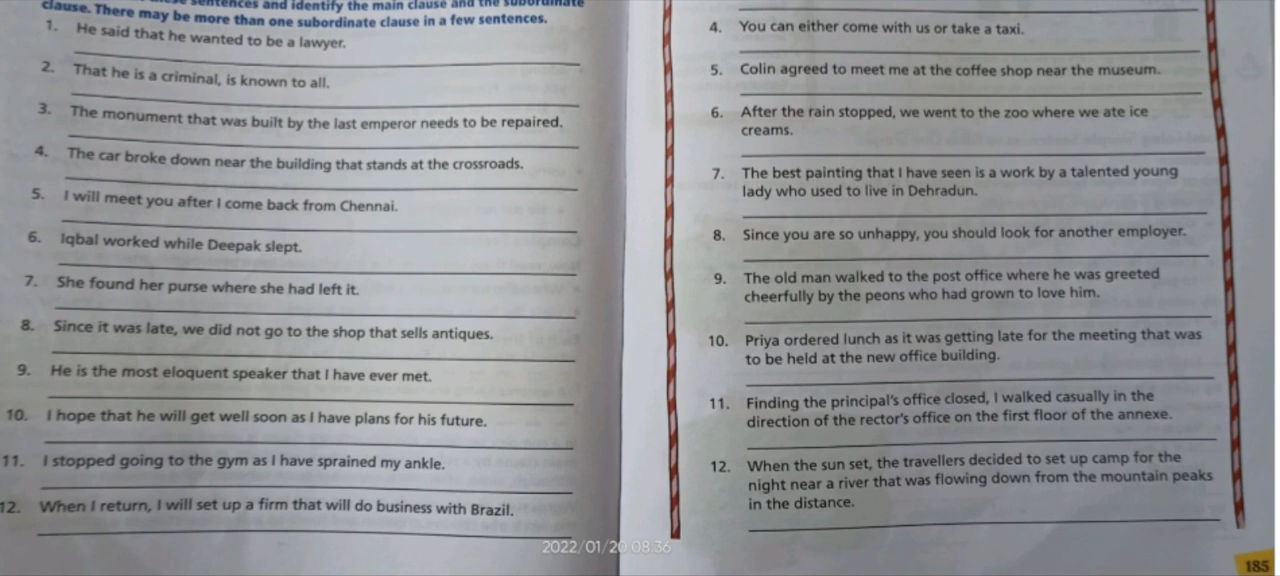 sentences and identify the main clause and the subordinate
clause. There may be more than one subordinate clause in a few sentences.
1. He said that he wanted to be a lawyer.
2. That he is a criminal, is known to all.
3. The monument that was built by the last emperor needs to be repaired.
4. The car broke down near the building that stands at the crossroads.
5. I will meet you after I come back from Chennai.
6. Iqbal worked while Deepak slept.
7. She found her purse where she had left it.
8. Since it was late, we did not go to the shop that sells antiques.
9. He is the most eloquent speaker that I have ever met.
10. I hope that he will get well soon as I have plans for his future.
11. I stopped going to the gym as I have sprained my ankle.
12. When I return, I will set up a firm that will do business with Brazil.
4. You can either come with us or take a taxi.
5. Colin agreed to meet me at the coffee shop near the museum.
6. After the rain stopped, we went to the zoo where we ate ice
creams.
7. The best painting that I have seen is a work by a talented young
lady who used to live in Dehradun.
8. Since you are so unhappy, you should look for another employer.
9. The old man walked to the post office where he was greeted
cheerfully by the peons who had grown to love him.
10. Priya ordered lunch as it was getting late for the meeting that was
to be held at the new office building.
11. Finding the principal's office closed, I walked casually in the
direction of the rector's office on the first floor of the annexe.
12. When the sun set, the travellers decided to set up camp for the
night near a river that was flowing down from the mountain peaks
in the distance.
2022/01/20 08:36
185